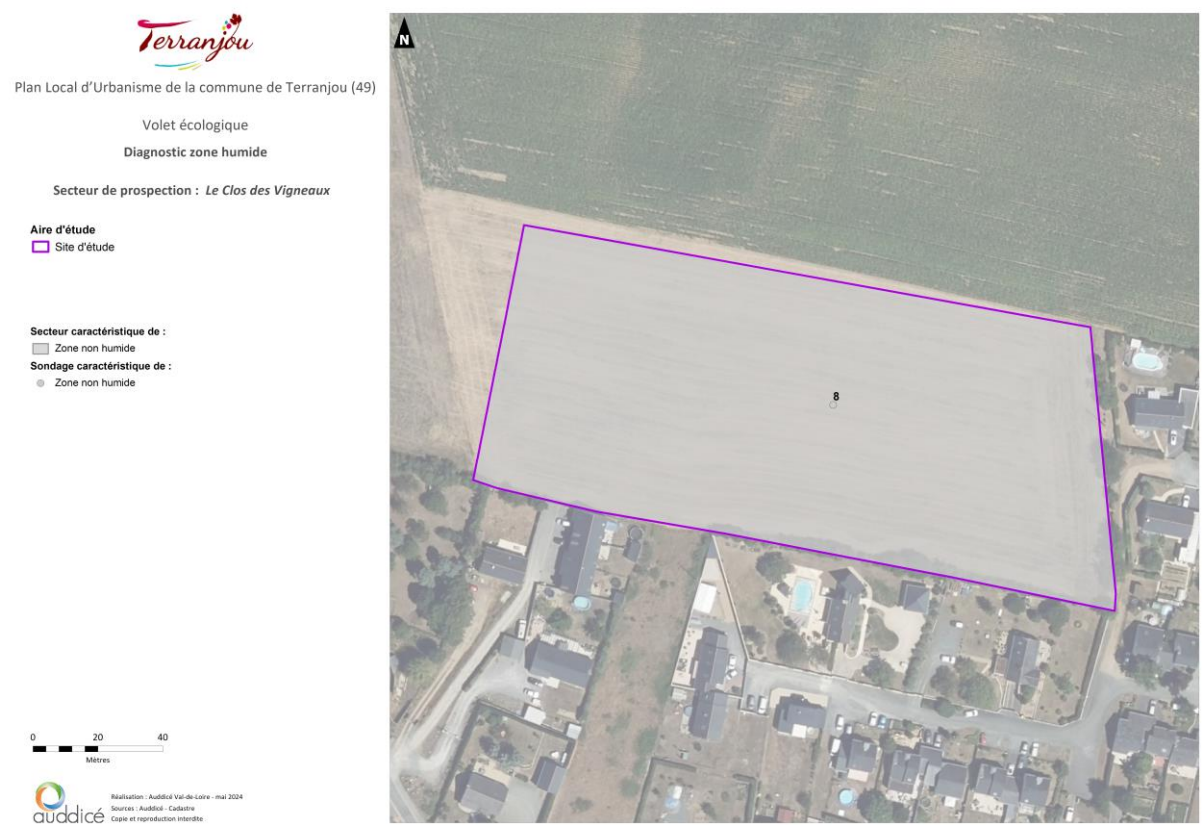 Terranjou
Plan Local d'Urbanisme de la commune de Terranjou (49)
Volet écologique
Diagnostic zone humide
Secteur de prospection : Le Clos des Vigneaux
Aire d'étude
Site d'étude
Secteur caractéristique de :
Zone non humide
Sondage caractéristique de :
Zone non humide
0 20 40
Mètres
auddicé
Réalisation : Auddicé Val-de-Loire - mai 2024
Sources : Auddicé - Cadastre
Copie et reproduction interdite
N
8